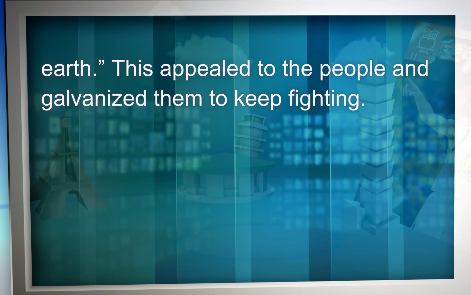 earth.” This appealed to the people and
galvanized them to keep fighting.